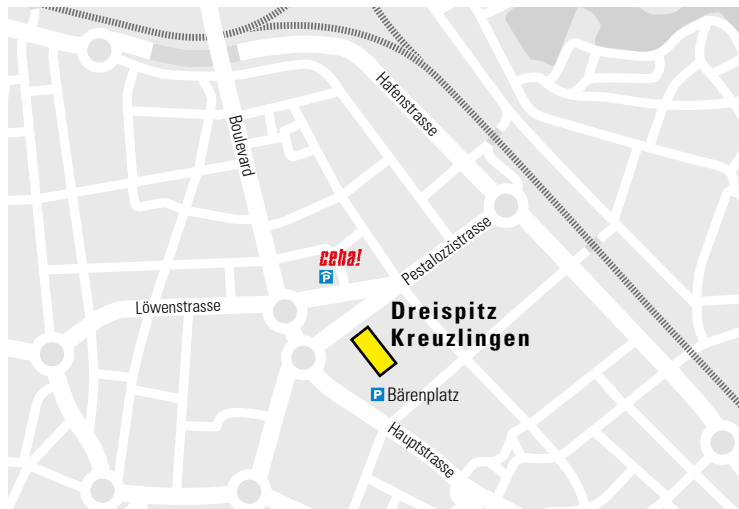 Hafenstrasse
Boulevard
Pestalozzistrasse
ceha!
P
Löwenstrasse
Dreispitz
Kreuzlingen
P Bärenplatz
Hauptstrasse